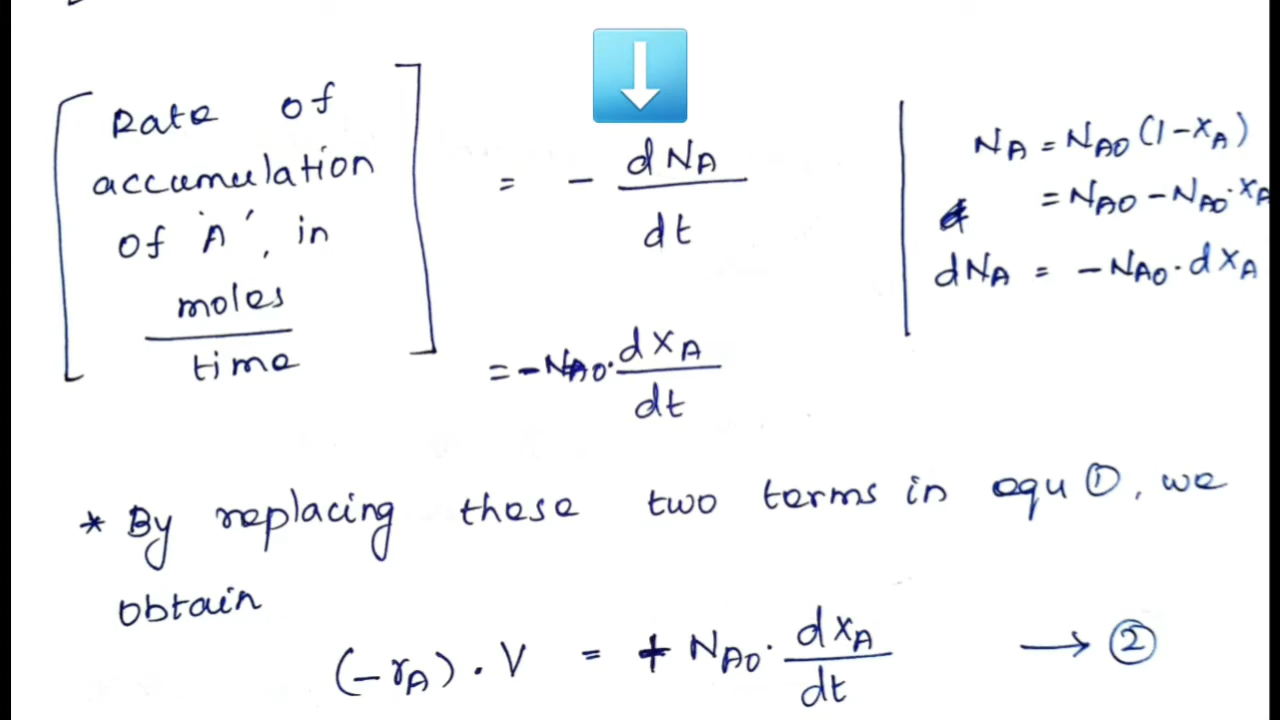 Rate of
accumulation
of 'A', in
moles
time
= - dNA/dt
= -NA0. dXA/dt
NA = NA0 (1-XA)
= NA0 - NA0.XA
dNA = -NA0.dXA
* By replacing these two terms in equ ①, we
obtain
(-rA).V = + NA0. dXA/dt → ②